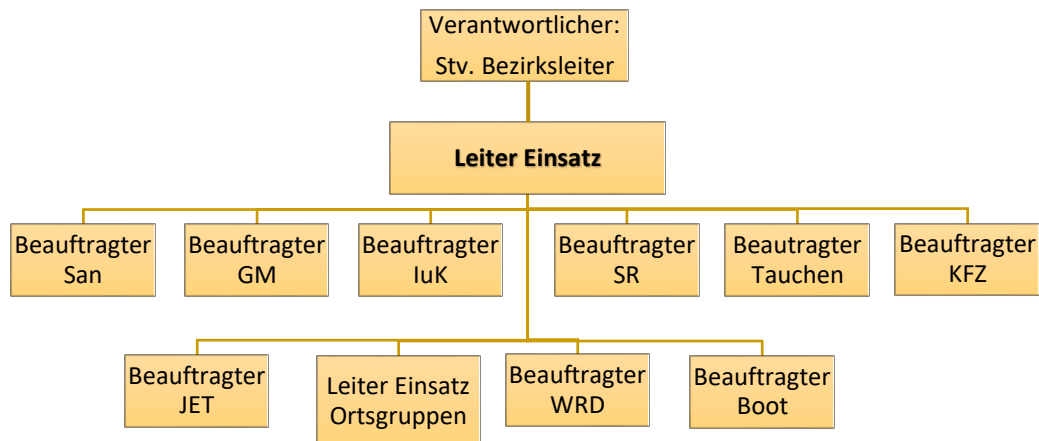 Verantwortlicher:
Stv. Bezirksleiter
Leiter Einsatz
Beauftragter
San
Beauftragter
GM
Beauftragter
IuK
Beauftragter
SR
Beautragter
Tauchen
Beauftragter
KFZ
Beauftragter
JET
Leiter Einsatz
Ortsgruppen
Beauftragter
WRD
Beauftragter
Boot